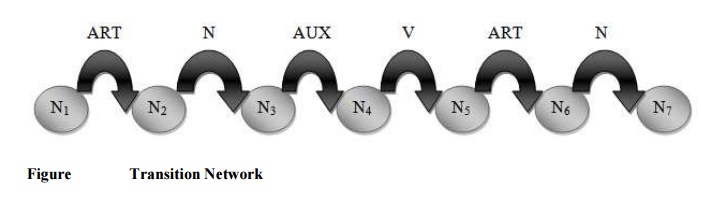 ART N AUX V ART N
N₁ N₂ N₃ N₄ N₅ N₆ N₇
Figure Transition Network